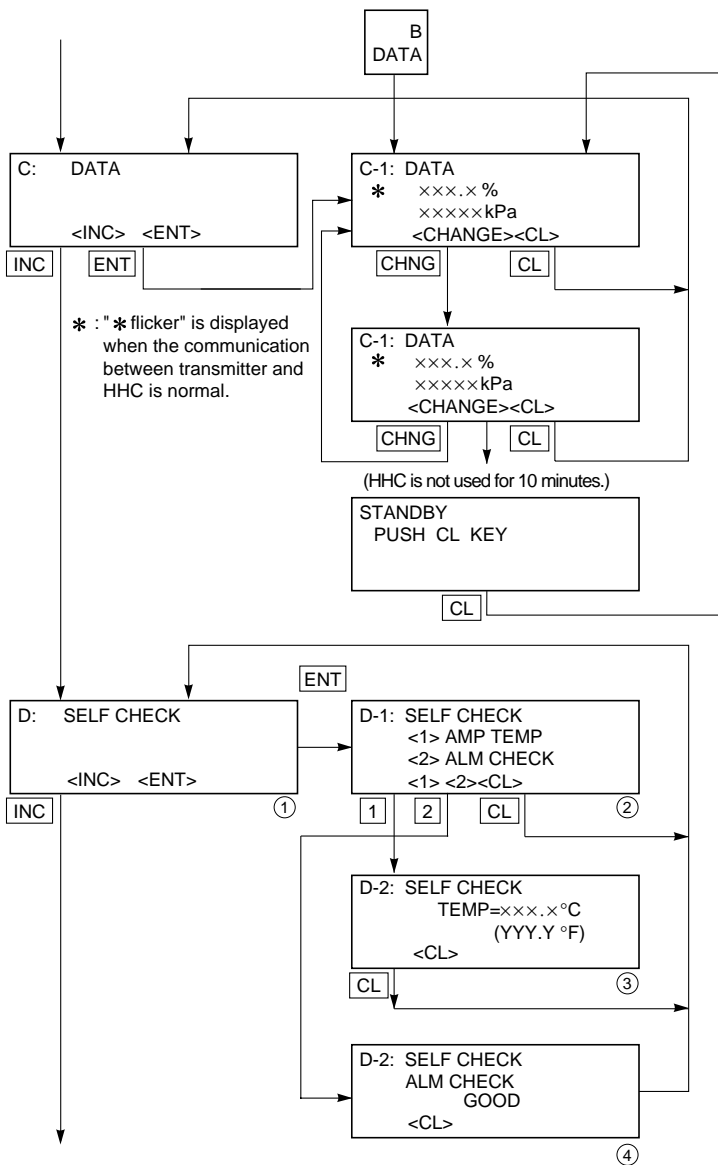 B
DATA
C: DATA
<INC> <ENT>
INC
ENT
C-1: DATA
* ×××.× %
×××××kPa
<CHANGE><CL>
CHNG
CL
* : "*flicker" is displayed
when the communication
between transmitter and
HHC is normal.
C-1: DATA
* ×××.× %
×××××kPa
<CHANGE><CL>
CHNG
CL
(HHC is not used for 10 minutes.)
STANDBY
PUSH CL KEY
CL
D: SELF CHECK
<INC> <ENT>
①
INC
ENT
D-1: SELF CHECK
<1> AMP TEMP
<2> ALM CHECK
<1> <2><CL>
②
1
2
CL
D-2: SELF CHECK
TEMP=×××.×°C
(YYY.Y °F)
<CL>
③
CL
D-2: SELF CHECK
ALM CHECK
GOOD
<CL>
④